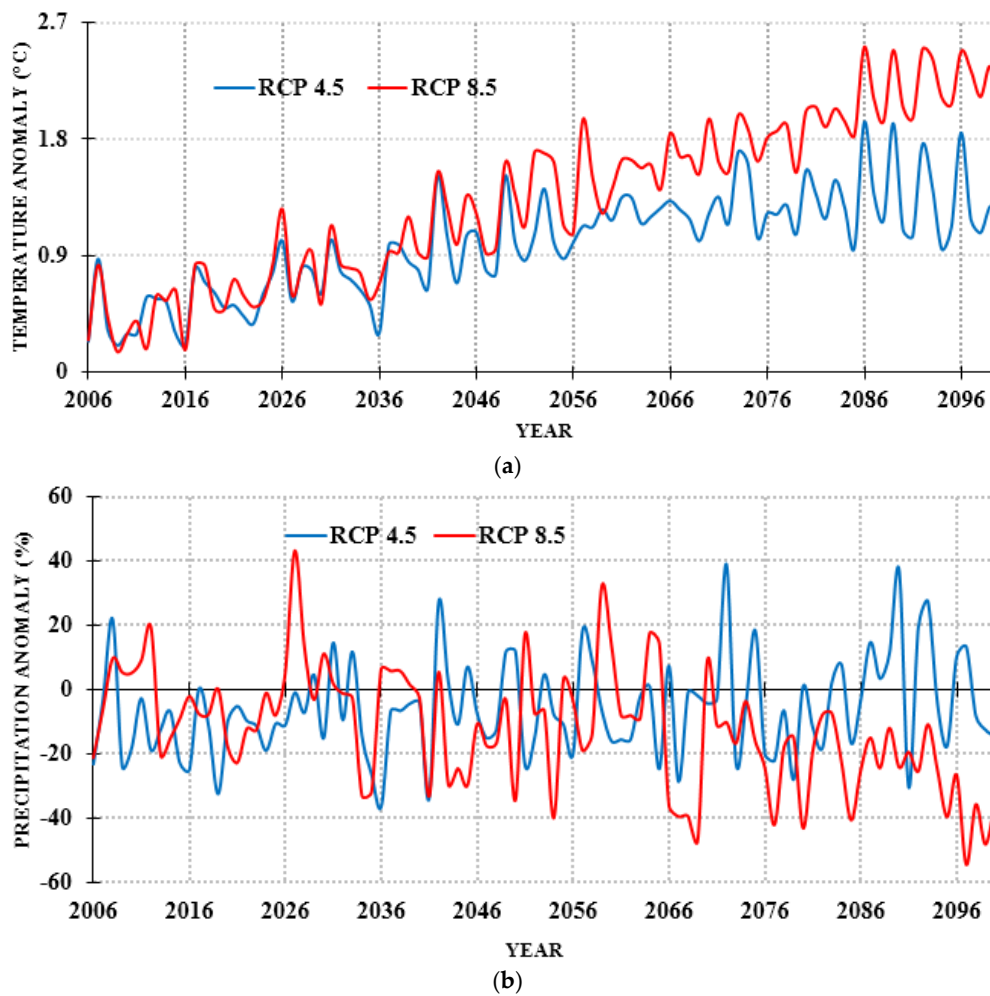 TEMPERATURE ANOMALY (°C)
2.7
1.8
0.9
0
RCP 4.5 RCP 8.5
2006 2016 2026 2036 2046 2056 2066 2076 2086 2096
YEAR
(a)
PRECIPITATION ANOMALY (%)
60
40
20
0
-20
-40
-60
RCP 4.5 RCP 8.5
2006 2016 2026 2036 2046 2056 2066 2076 2086 2096
YEAR
(b)